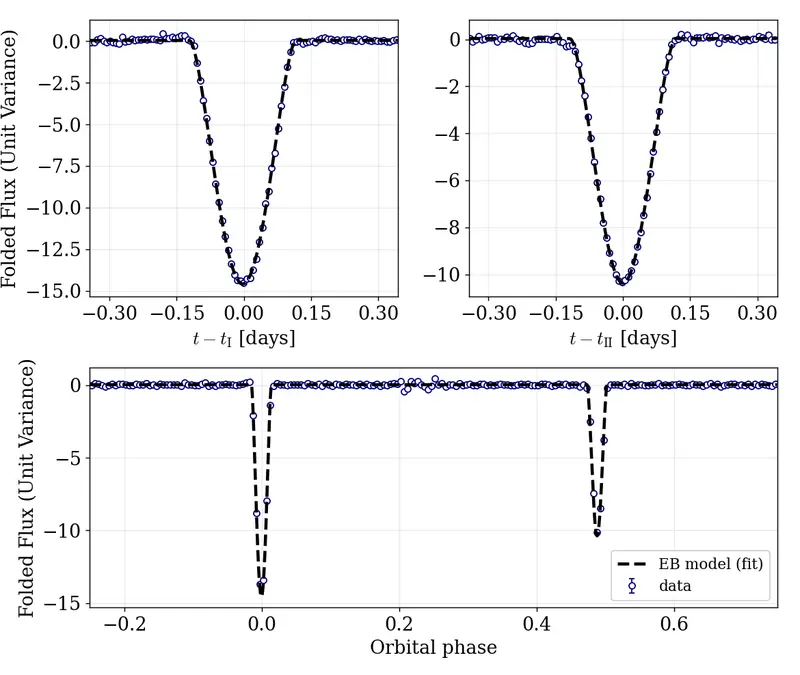 Folded Flux (Unit Variance)
0.0
−2.5
−5.0
−7.5
−10.0
−12.5
−15.0
−0.30 −0.15 0.00 0.15 0.30
t − tI [days]
0
−2
−4
−6
−8
−10
−0.30 −0.15 0.00 0.15 0.30
t − tII [days]
Folded Flux (Unit Variance)
0
−5
−10
−15
EB model (fit)
data
−0.2 0.0 0.2 0.4 0.6
Orbital phase